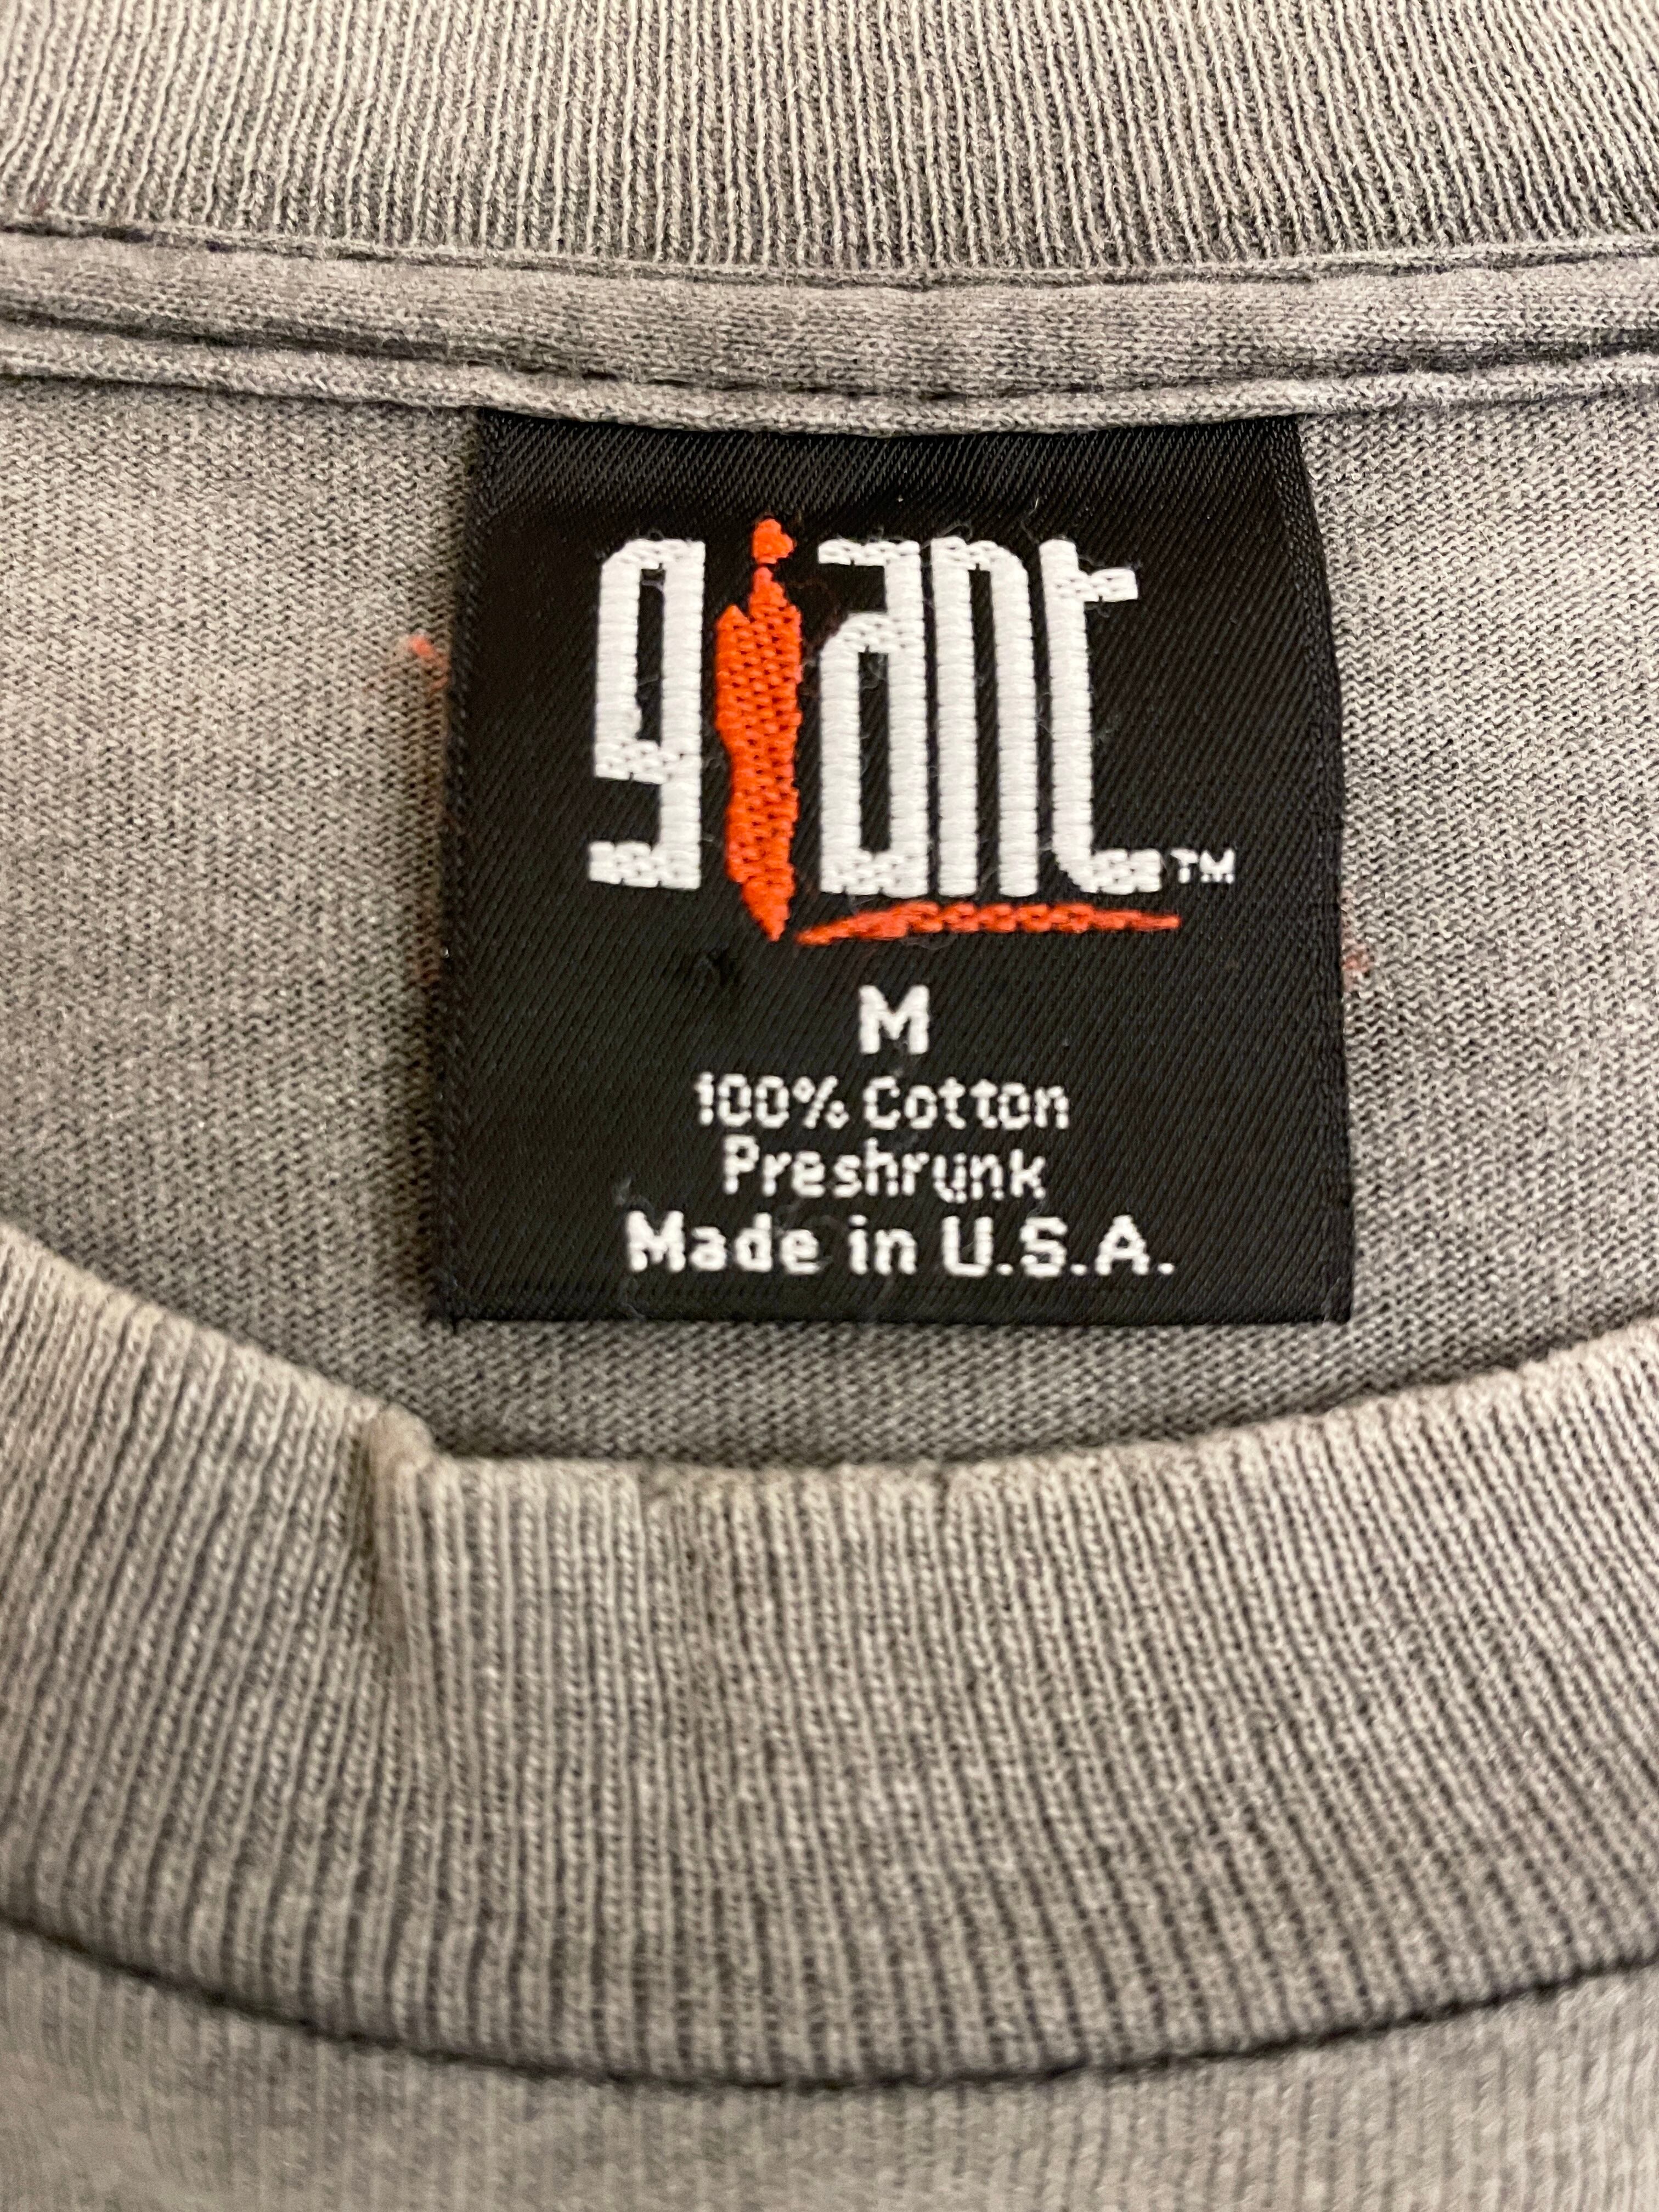 giant™
M
100% Cotton
Preshrunk
Made in U.S.A.